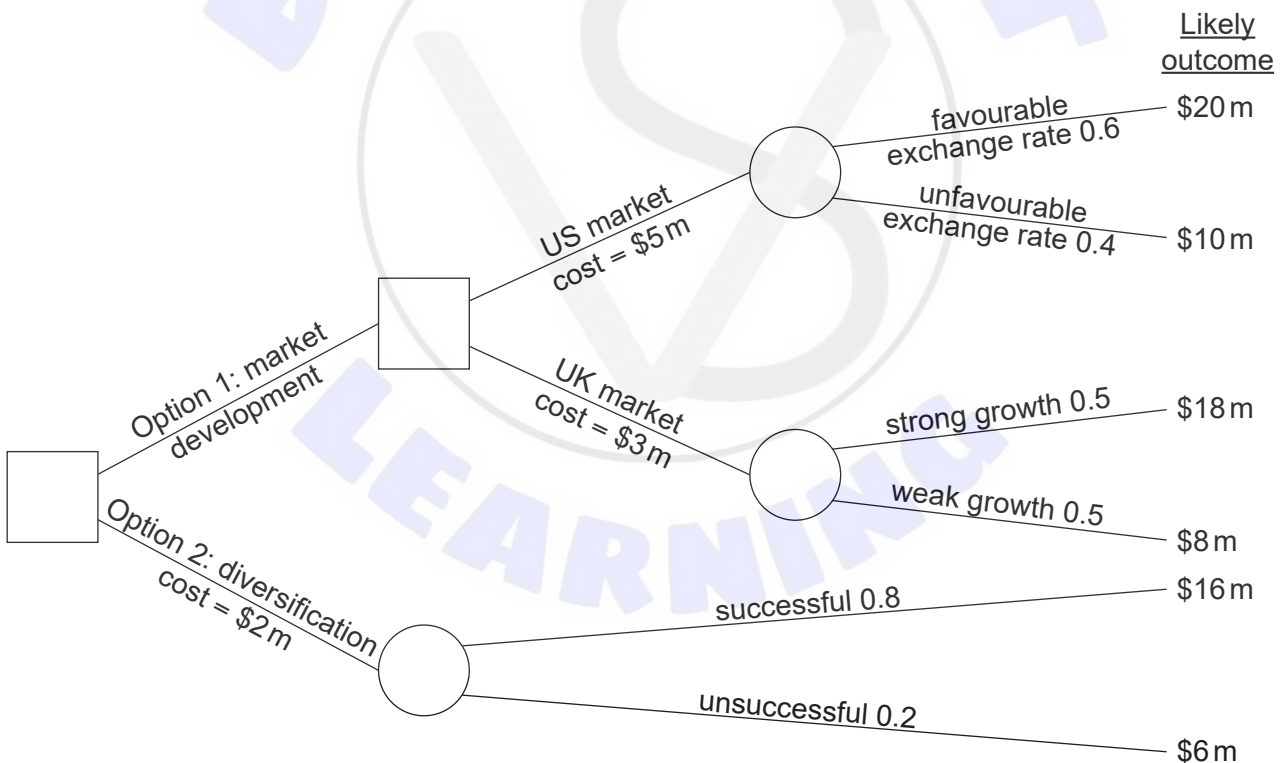 Likely
outcome
favourable
exchange rate 0.6
$20 m
unfavourable
exchange rate 0.4
$10 m
US market
cost = $5 m
Option 1: market
development
UK market
cost = $3 m
strong growth 0.5
$18 m
weak growth 0.5
$8 m
Option 2: diversification
cost = $2 m
successful 0.8
$16 m
unsuccessful 0.2
$6 m
LEARNING